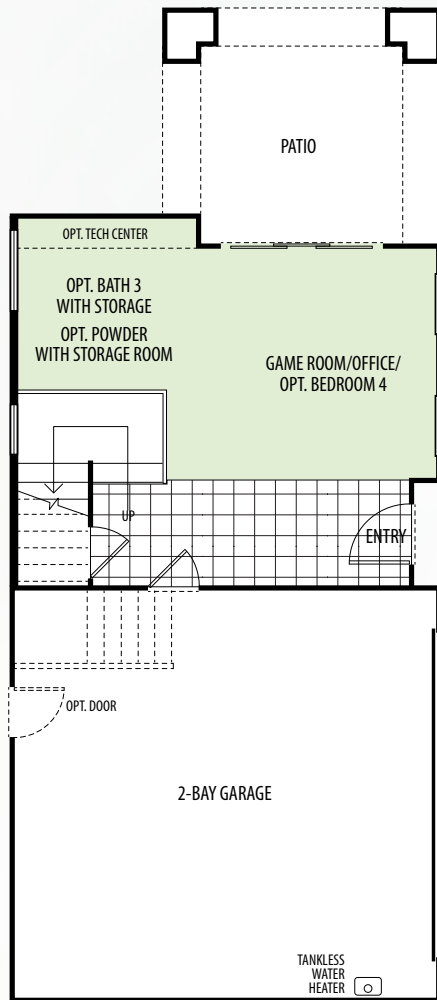 PATIO
OPT. TECH CENTER
OPT. BATH 3
WITH STORAGE
OPT. POWDER
WITH STORAGE ROOM
GAME ROOM/OFFICE/
OPT. BEDROOM 4
UP
ENTRY
OPT. DOOR
2-BAY GARAGE
TANKLESS
WATER
HEATER